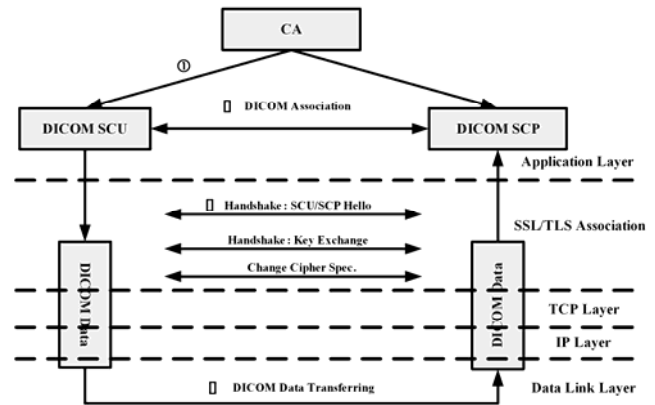 CA
①
▯ DICOM Association
DICOM SCU
DICOM SCP
Application Layer
▯ Handshake : SCU/SCP Hello
SSL/TLS Association
Handshake : Key Exchange
Change Cipher Spec.
DICOM Data
DICOM Data
TCP Layer
IP Layer
▯ DICOM Data Transferring
Data Link Layer